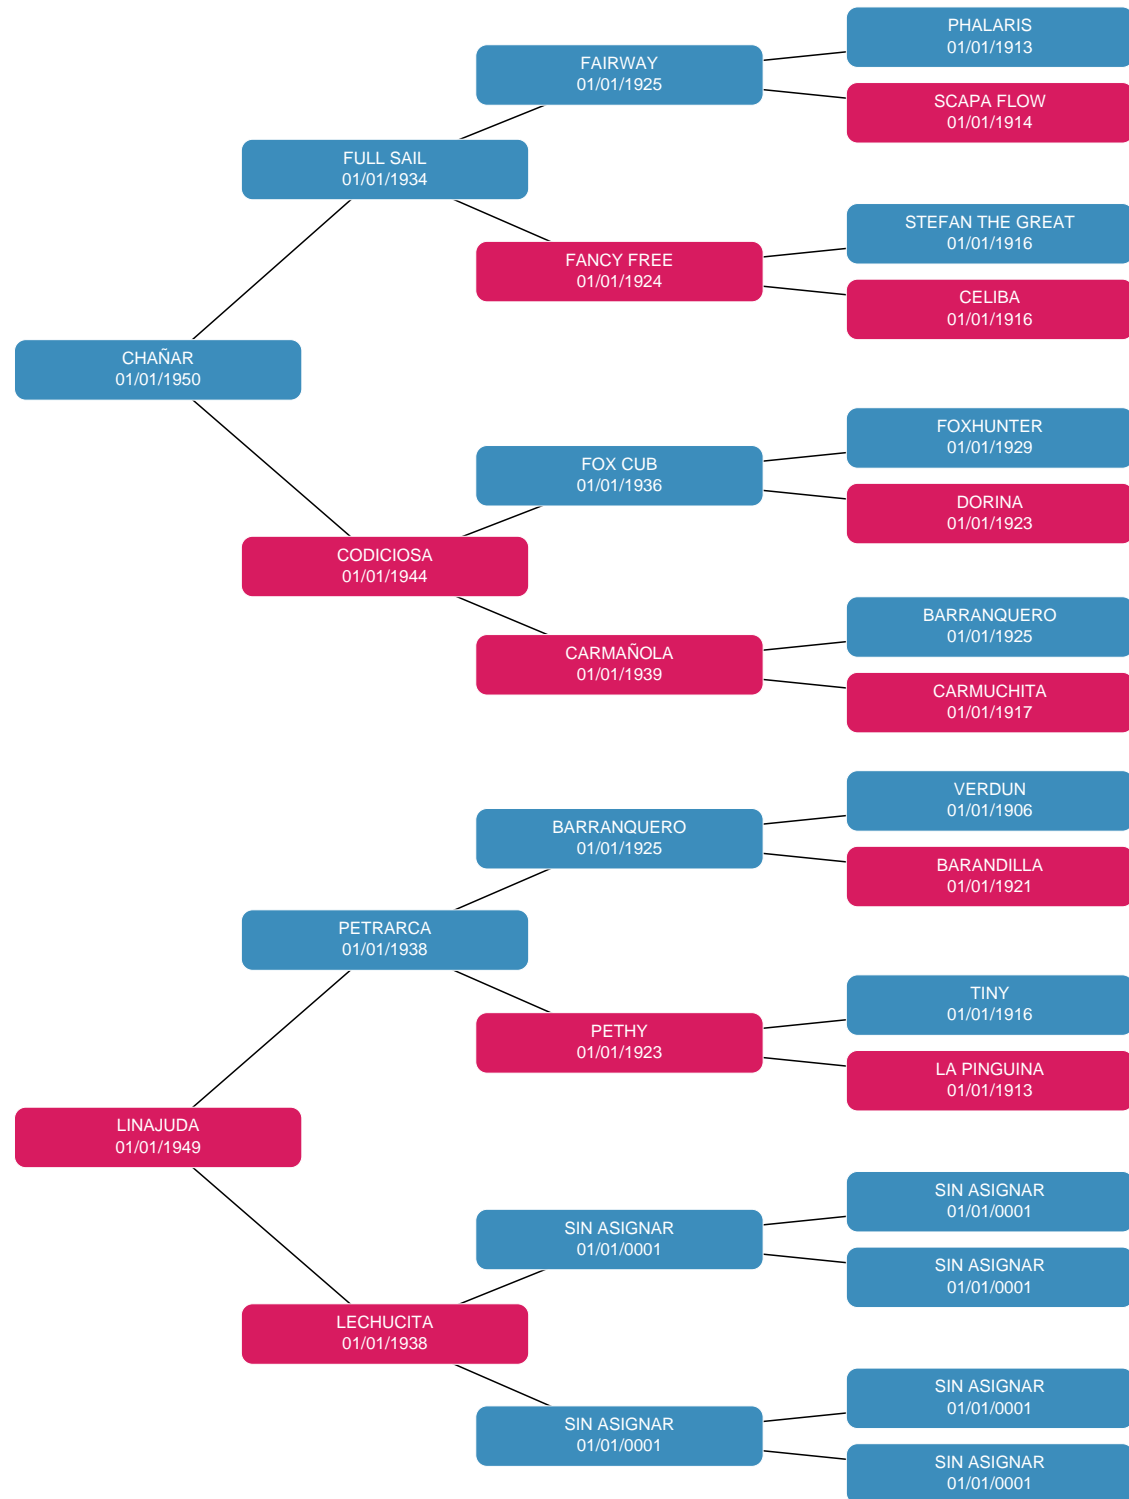 PHALARIS
01/01/1913
FAIRWAY
01/01/1925
SCAPA FLOW
01/01/1914
FULL SAIL
01/01/1934
STEFAN THE GREAT
01/01/1916
FANCY FREE
01/01/1924
CELIBA
01/01/1916
CHAÑAR
01/01/1950
FOXHUNTER
01/01/1929
FOX CUB
01/01/1936
DORINA
01/01/1923
CODICIOSA
01/01/1944
BARRANQUERO
01/01/1925
CARMAÑOLA
01/01/1939
CARMUCHITA
01/01/1917
VERDUN
01/01/1906
BARRANQUERO
01/01/1925
BARANDILLA
01/01/1921
PETRARCA
01/01/1938
TINY
01/01/1916
PETHY
01/01/1923
LA PINGUINA
01/01/1913
LINAJUDA
01/01/1949
SIN ASIGNAR
01/01/0001
SIN ASIGNAR
01/01/0001
SIN ASIGNAR
01/01/0001
LECHUCITA
01/01/1938
SIN ASIGNAR
01/01/0001
SIN ASIGNAR
01/01/0001
SIN ASIGNAR
01/01/0001